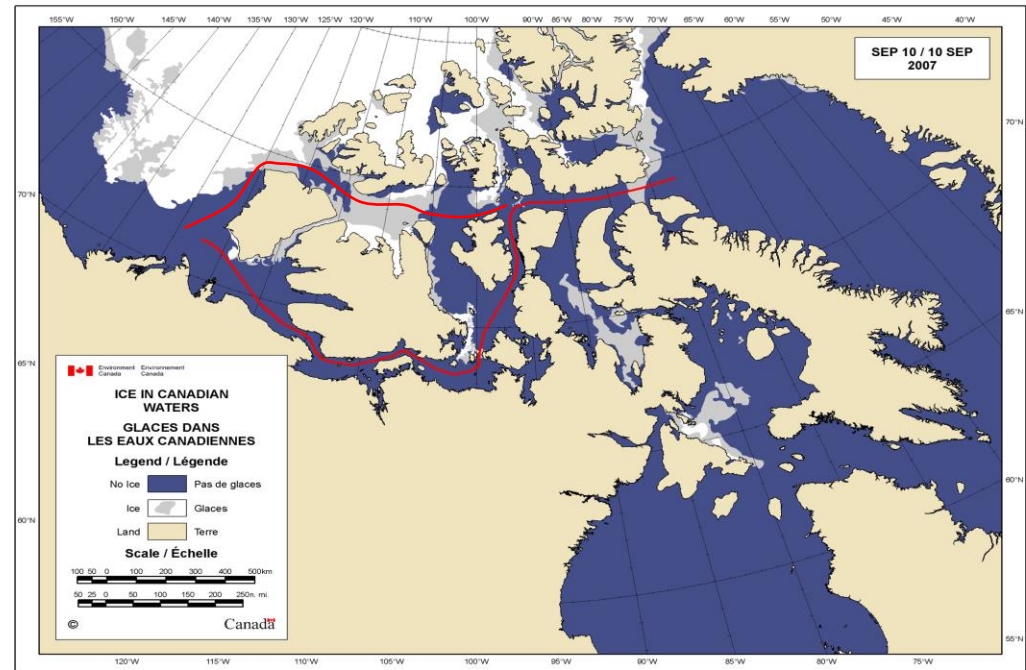 155°W 150°W 145°W 140°W 135°W 130°W 125°W 120°W 110°W 100°W 90°W 85°W 80°W 75°W 70°W 65°W 60°W 55°W 50°W 45°W 40°W
SEP 10 / 10 SEP
2007
70°N
65°N
60°N
70°N
65°N
60°N
55°N
Environment Canada Environnement Canada
ICE IN CANADIAN
WATERS
GLACES DANS
LES EAUX CANADIENNES
Legend / Légende
No Ice Pas de glaces
Ice Glaces
Land Terre
Scale / Échelle
100 50 0 100 200 300 400 500km
50 25 0 50 100 150 200 250n. mi.
© Canada
120°W 115°W 110°W 105°W 100°W 95°W 90°W 85°W 80°W 75°W